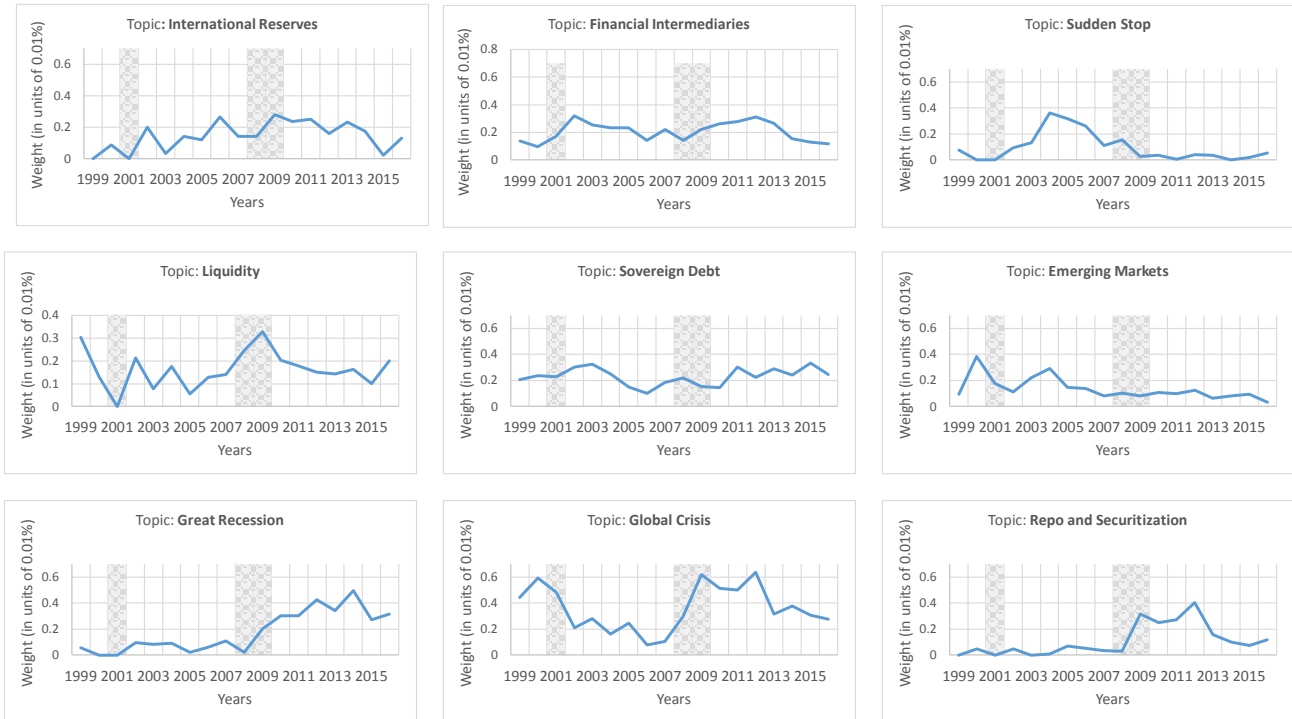 Topic: International Reserves
Weight (in units of 0.01%)
0.6
0.4
0.2
0
1999 2001 2003 2005 2007 2009 2011 2013 2015
Years
Topic: Financial Intermediaries
Weight (in units of 0.01%)
0.8
0.6
0.4
0.2
0
1999 2001 2003 2005 2007 2009 2011 2013 2015
Years
Topic: Sudden Stop
Weight (in units of 0.01%)
0.6
0.4
0.2
0
1999 2001 2003 2005 2007 2009 2011 2013 2015
Years
Topic: Liquidity
Weight (in units of 0.01%)
0.4
0.3
0.2
0.1
0
1999 2001 2003 2005 2007 2009 2011 2013 2015
Years
Topic: Sovereign Debt
Weight (in units of 0.01%)
0.6
0.4
0.2
0
1999 2001 2003 2005 2007 2009 2011 2013 2015
Years
Topic: Emerging Markets
Weight (in units of 0.01%)
0.6
0.4
0.2
0
1999 2001 2003 2005 2007 2009 2011 2013 2015
Years
Topic: Great Recession
Weight (in units of 0.01%)
0.6
0.4
0.2
0
1999 2001 2003 2005 2007 2009 2011 2013 2015
Years
Topic: Global Crisis
Weight (in units of 0.01%)
0.6
0.4
0.2
0
1999 2001 2003 2005 2007 2009 2011 2013 2015
Years
Topic: Repo and Securitization
Weight (in units of 0.01%)
0.6
0.4
0.2
0
1999 2001 2003 2005 2007 2009 2011 2013 2015
Years